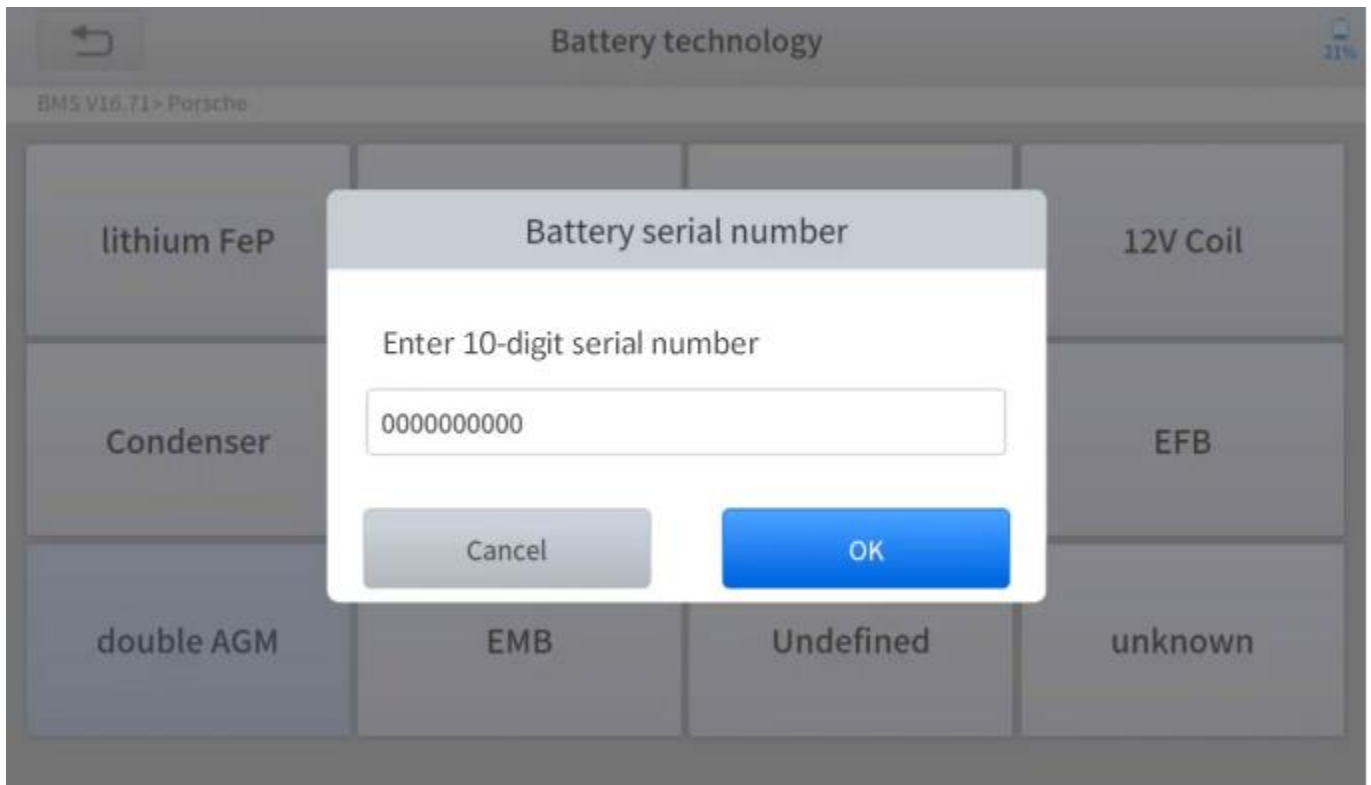 Battery technology
31%
BMS V16.71> Porsche
lithium FeP
12V Coil
Battery serial number
Enter 10-digit serial number
0000000000
Condenser
EFB
Cancel
OK
double AGM
EMB
Undefined
unknown